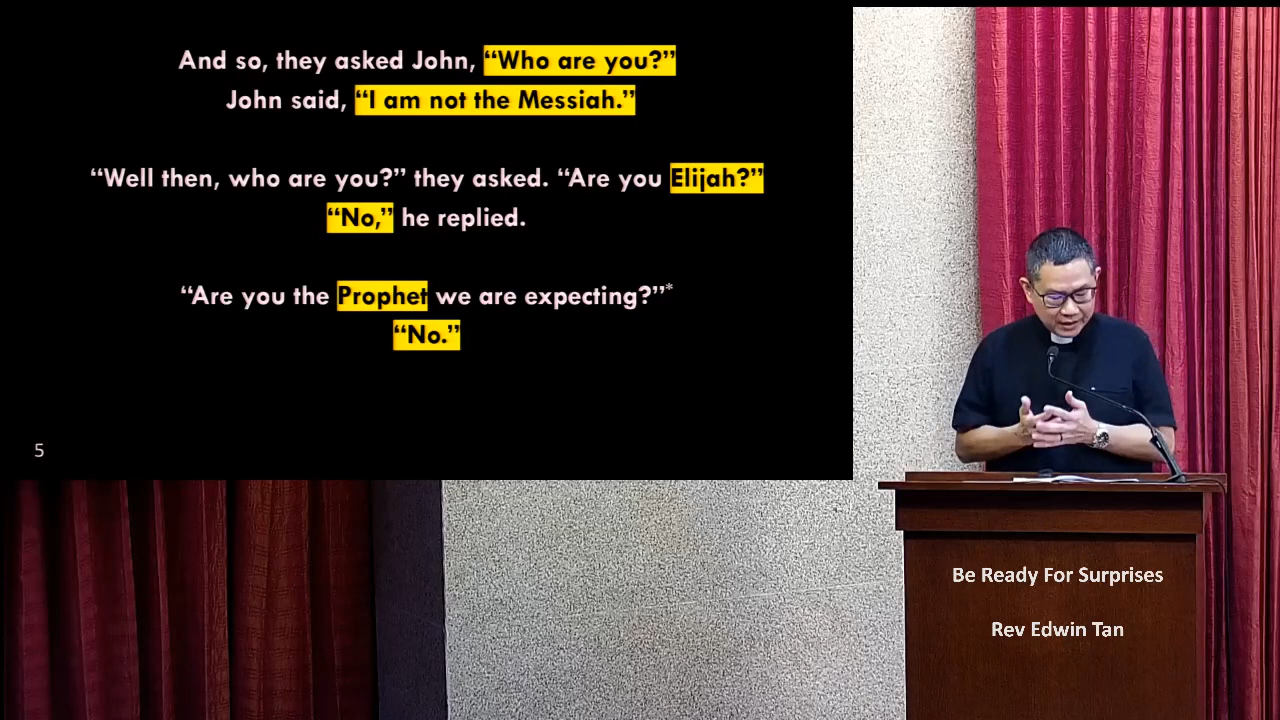 And so, they asked John, “Who are you?”
John said, “I am not the Messiah.”
“Well then, who are you?” they asked. “Are you Elijah?”
“No,” he replied.
“Are you the Prophet we are expecting?”*
“No.”
5
Be Ready For Surprises
Rev Edwin Tan